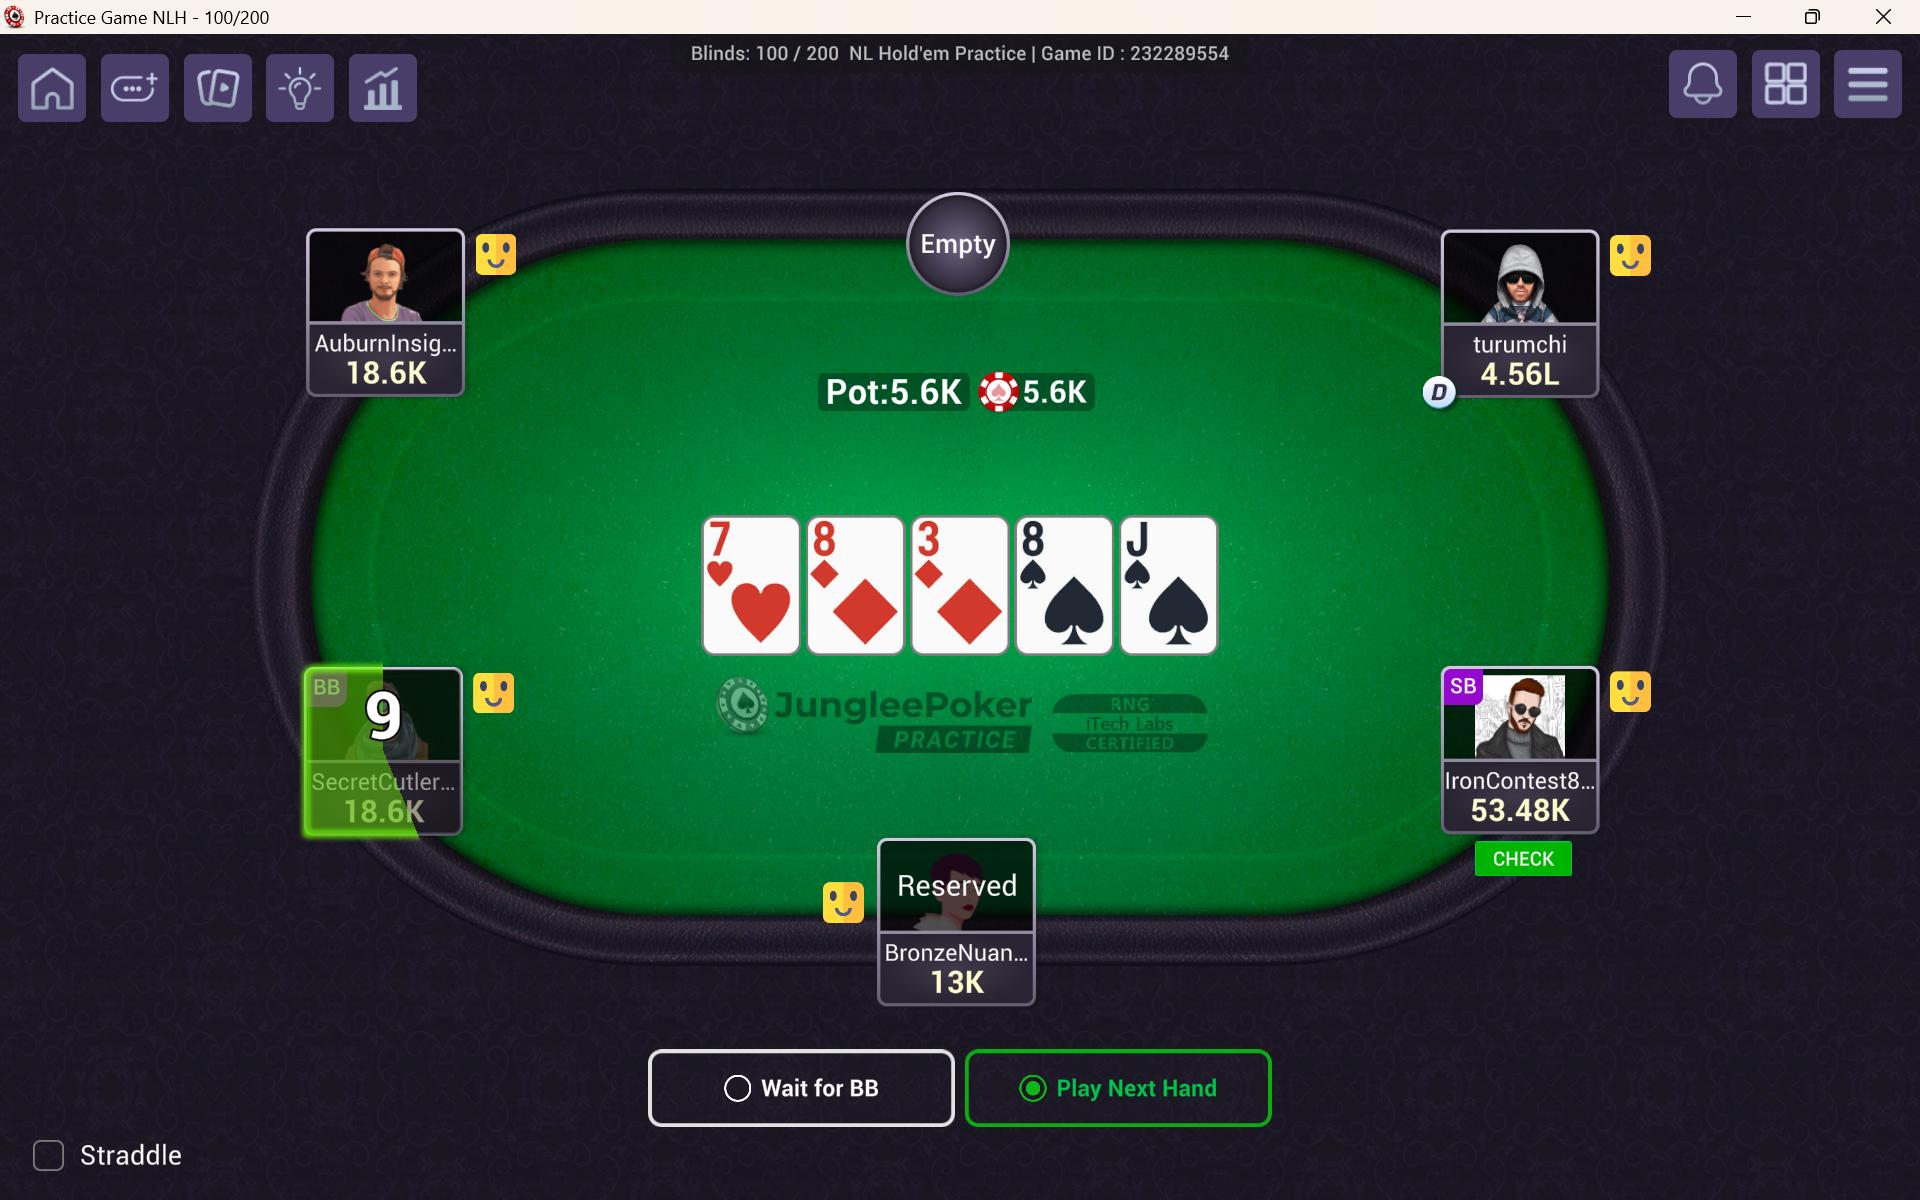 Practice Game NLH - 100/200
Blinds: 100 / 200 NL Hold'em Practice | Game ID : 232289554
Empty
AuburnInsig...
18.6K
turumchi
4.56L
D
Pot:5.6K 5.6K
7 8 3 8 J
JungleePoker
PRACTICE
RNG
iTech Labs
CERTIFIED
BB
9
SecretCutler...
18.6K
SB
IronContest8...
53.48K
CHECK
Reserved
BronzeNuan...
13K
Wait for BB
Play Next Hand
Straddle